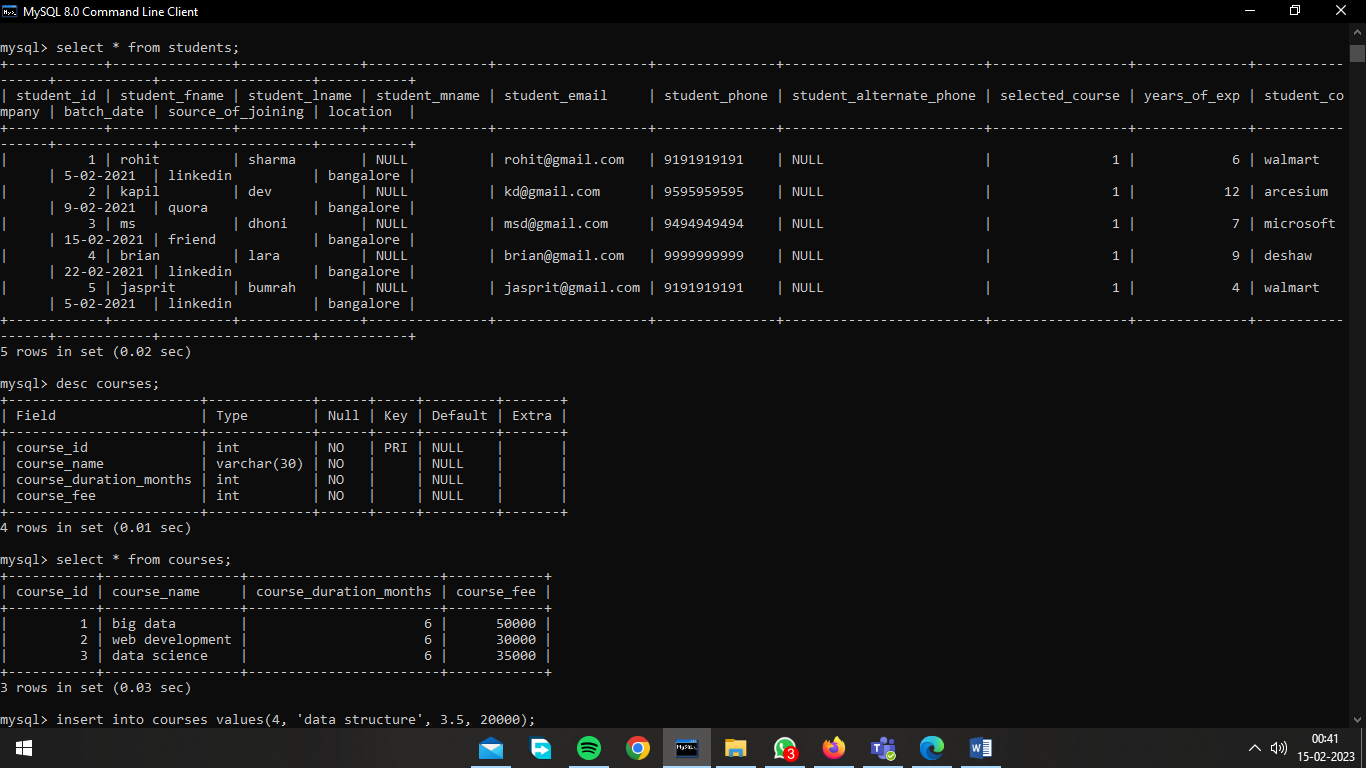 MySQL 8.0 Command Line Client
mysql> select * from students;
+------------+---------------+---------------+---------------+-------------------+---------------+-------------------------+-----------------+--------------+-----------
------+------------+-------------------+-----------+
| student_id | student_fname | student_lname | student_mname | student_email     | student_phone | student_alternate_phone | selected_course | years_of_exp | student_co
mpany | batch_date | source_of_joining | location  |
+------------+---------------+---------------+---------------+-------------------+---------------+-------------------------+-----------------+--------------+-----------
------+------------+-------------------+-----------+
|          1 | rohit         | sharma        | NULL          | rohit@gmail.com   | 9191919191    | NULL                    |               1 |            6 | walmart
      | 5-02-2021  | linkedin          | bangalore |
|          2 | kapil         | dev           | NULL          | kd@gmail.com      | 9595959595    | NULL                    |               1 |           12 | arcesium
      | 9-02-2021  | quora             | bangalore |
|          3 | ms            | dhoni         | NULL          | msd@gmail.com     | 9494949494    | NULL                    |               1 |            7 | microsoft
      | 15-02-2021 | friend            | bangalore |
|          4 | brian         | lara          | NULL          | brian@gmail.com   | 9999999999    | NULL                    |               1 |            9 | deshaw
      | 22-02-2021 | linkedin          | bangalore |
|          5 | jasprit       | bumrah        | NULL          | jasprit@gmail.com | 9191919191    | NULL                    |               1 |            4 | walmart
      | 5-02-2021  | linkedin          | bangalore |
+------------+---------------+---------------+---------------+-------------------+---------------+-------------------------+-----------------+--------------+-----------
------+------------+-------------------+-----------+
5 rows in set (0.02 sec)
mysql> desc courses;
+------------------------+-------------+------+-----+---------+-------+
| Field                  | Type        | Null | Key | Default | Extra |
+------------------------+-------------+------+-----+---------+-------+
| course_id              | int         | NO   | PRI | NULL    |       |
| course_name            | varchar(30) | NO   |     | NULL    |       |
| course_duration_months | int         | NO   |     | NULL    |       |
| course_fee             | int         | NO   |     | NULL    |       |
+------------------------+-------------+------+-----+---------+-------+
4 rows in set (0.01 sec)
mysql> select * from courses;
+-----------+-----------------+------------------------+------------+
| course_id | course_name     | course_duration_months | course_fee |
+-----------+-----------------+------------------------+------------+
|         1 | big data        |                      6 |      50000 |
|         2 | web development |                      6 |      30000 |
|         3 | data science    |                      6 |      35000 |
+-----------+-----------------+------------------------+------------+
3 rows in set (0.03 sec)
mysql> insert into courses values(4, 'data structure', 3.5, 20000);
MySQL
3
00:41
15-02-2023